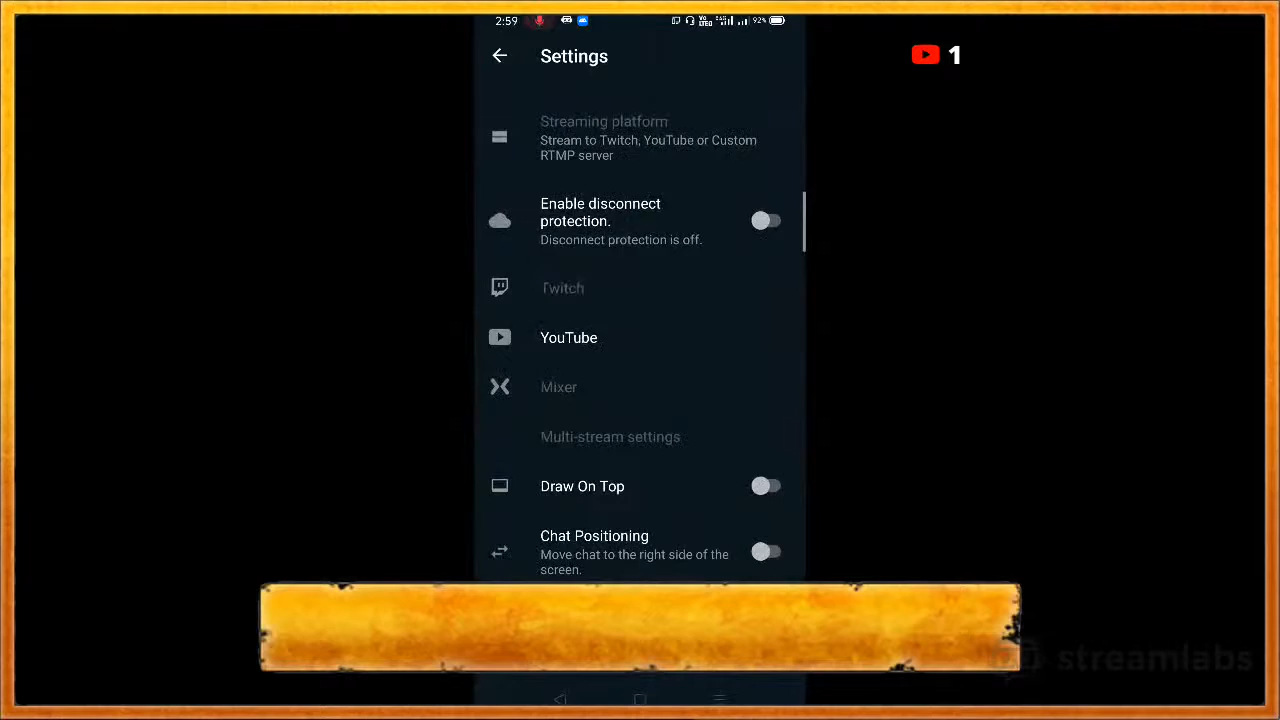 2:59
92%
Settings
1
Streaming platform
Stream to Twitch, YouTube or Custom
RTMP server
Enable disconnect
protection.
Disconnect protection is off.
Twitch
YouTube
Mixer
Multi-stream settings
Draw On Top
Chat Positioning
Move chat to the right side of the
screen.
streamlabs